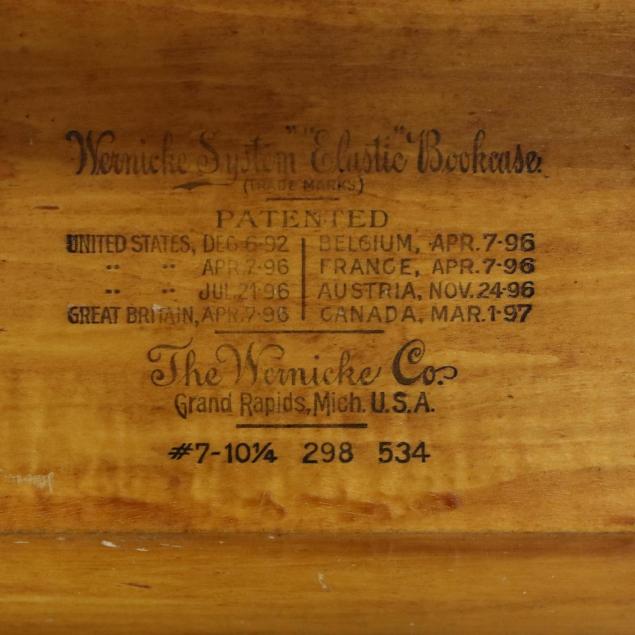 Wernicke System "Elastic" Bookcase.
(TRADE MARKS)
PATENTED
UNITED STATES, DEC-6-92 | BELGIUM, APR.7-96
" " APR.7-96 | FRANCE, APR.7-96
" " JUL.21-96 | AUSTRIA, NOV.24-96
GREAT BRITAIN, APR.7-96 | CANADA, MAR.1-97
The Wernicke Co.
Grand Rapids, Mich. U.S.A.
#7-10¼ 298 534